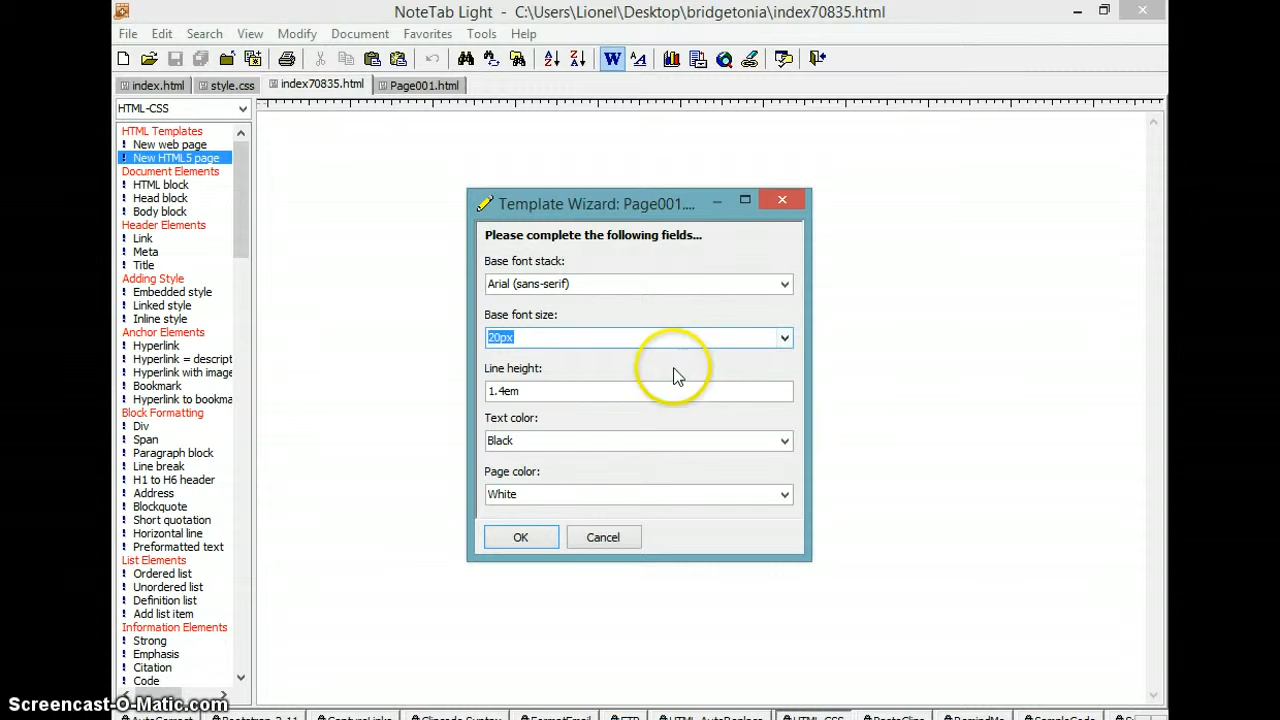 NoteTab Light - C:\Users\Lionel\Desktop\bridgetonia\index70835.html
File Edit Search View Modify Document Favorites Tools Help
index.html style.css index70835.html Page001.html
HTML-CSS
HTML Templates
New web page
New HTML5 page
Document Elements
HTML block
Head block
Body block
Header Elements
Link
Meta
Title
Adding Style
Embedded style
Linked style
Inline style
Anchor Elements
Hyperlink
Hyperlink = descript
Hyperlink with image
Bookmark
Hyperlink to bookma
Block Formatting
Div
Span
Paragraph block
Line break
H1 to H6 header
Address
Blockquote
Short quotation
Horizontal line
Preformatted text
List Elements
Ordered list
Unordered list
Definition list
Add list item
Information Elements
Strong
Emphasis
Citation
Code
Template Wizard: Page001....
Please complete the following fields...
Base font stack:
Arial (sans-serif)
Base font size:
20px
Line height:
1.4em
Text color:
Black
Page color:
White
OK Cancel
Screencast-O-Matic.com